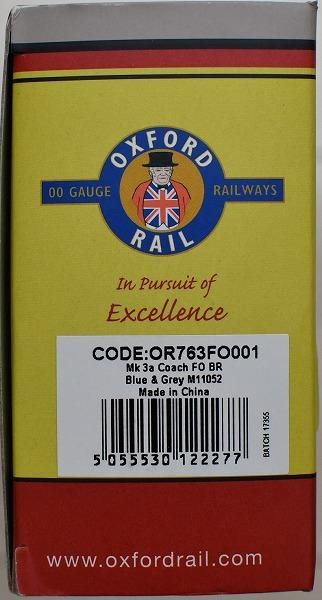 OXFORD
OO GAUGE RAILWAYS
RAIL
In Pursuit of
Excellence
CODE:OR763FO001
Mk 3a Coach FO BR
Blue & Grey M11052
Made in China
BATCH 17355
5 055530 122277
www.oxfordrail.com